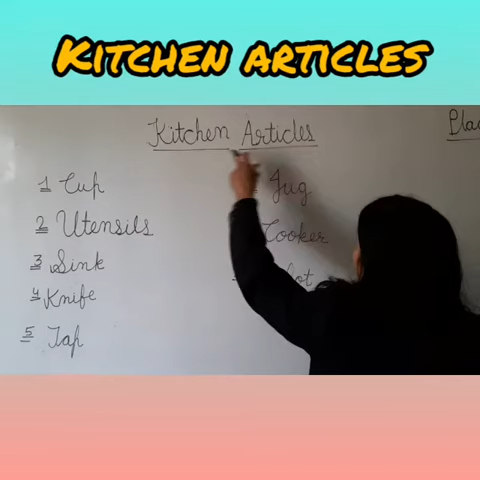 KITCHEN ARTICLES
Kitchen Articles
1 Cup
2 Utensils
3 Sink
4 Knife
5 Tap
Jug
Cooker